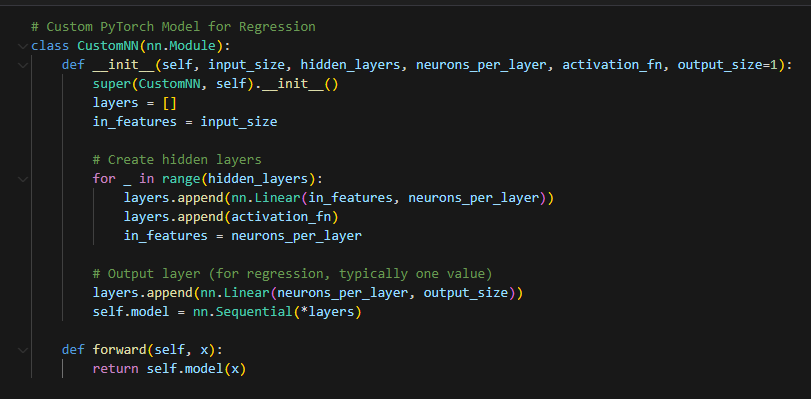 # Custom PyTorch Model for Regression
class CustomNN(nn.Module):
    def __init__(self, input_size, hidden_layers, neurons_per_layer, activation_fn, output_size=1):
        super(CustomNN, self).__init__()
        layers = []
        in_features = input_size

        # Create hidden layers
        for _ in range(hidden_layers):
            layers.append(nn.Linear(in_features, neurons_per_layer))
            layers.append(activation_fn)
            in_features = neurons_per_layer

        # Output layer (for regression, typically one value)
        layers.append(nn.Linear(neurons_per_layer, output_size))
        self.model = nn.Sequential(*layers)

    def forward(self, x):
        return self.model(x)